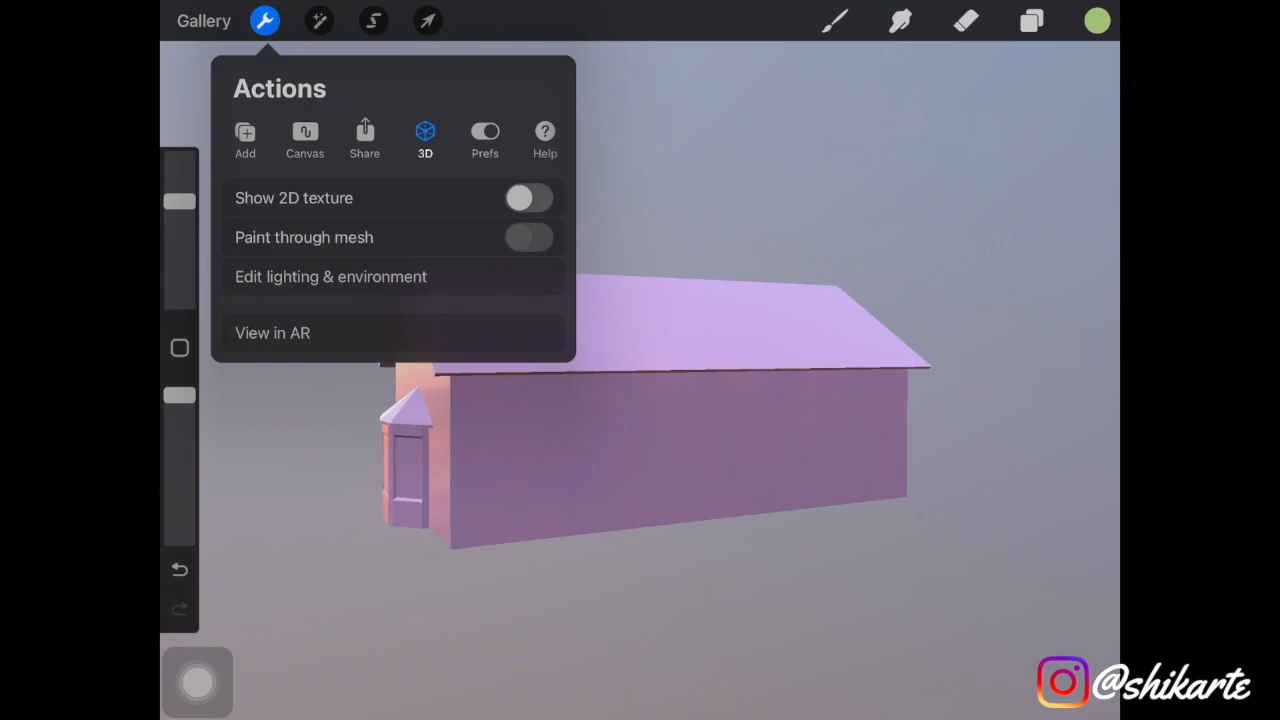 Gallery
Actions
Add
Canvas
Share
3D
Prefs
Help
Show 2D texture
Paint through mesh
Edit lighting & environment
View in AR
@shikarte